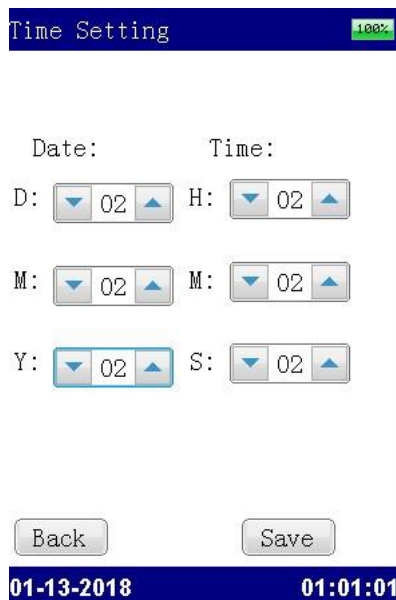 Time Setting 100%
Date: Time:
D: 02 H: 02
M: 02 M: 02
Y: 02 S: 02
Back Save
01-13-2018 01:01:01